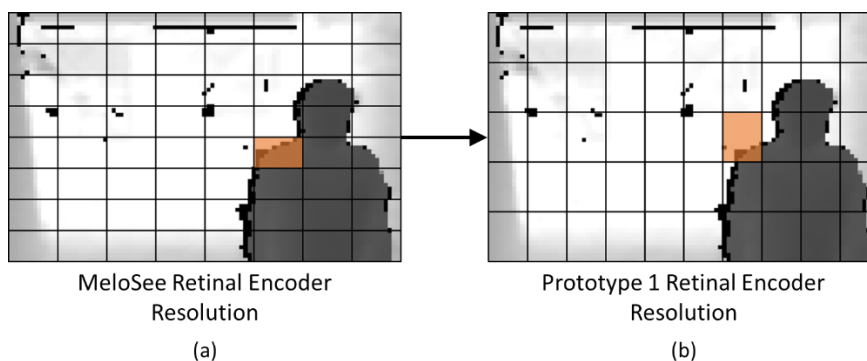 MeloSee Retinal Encoder
Resolution
(a)
Prototype 1 Retinal Encoder
Resolution
(b)